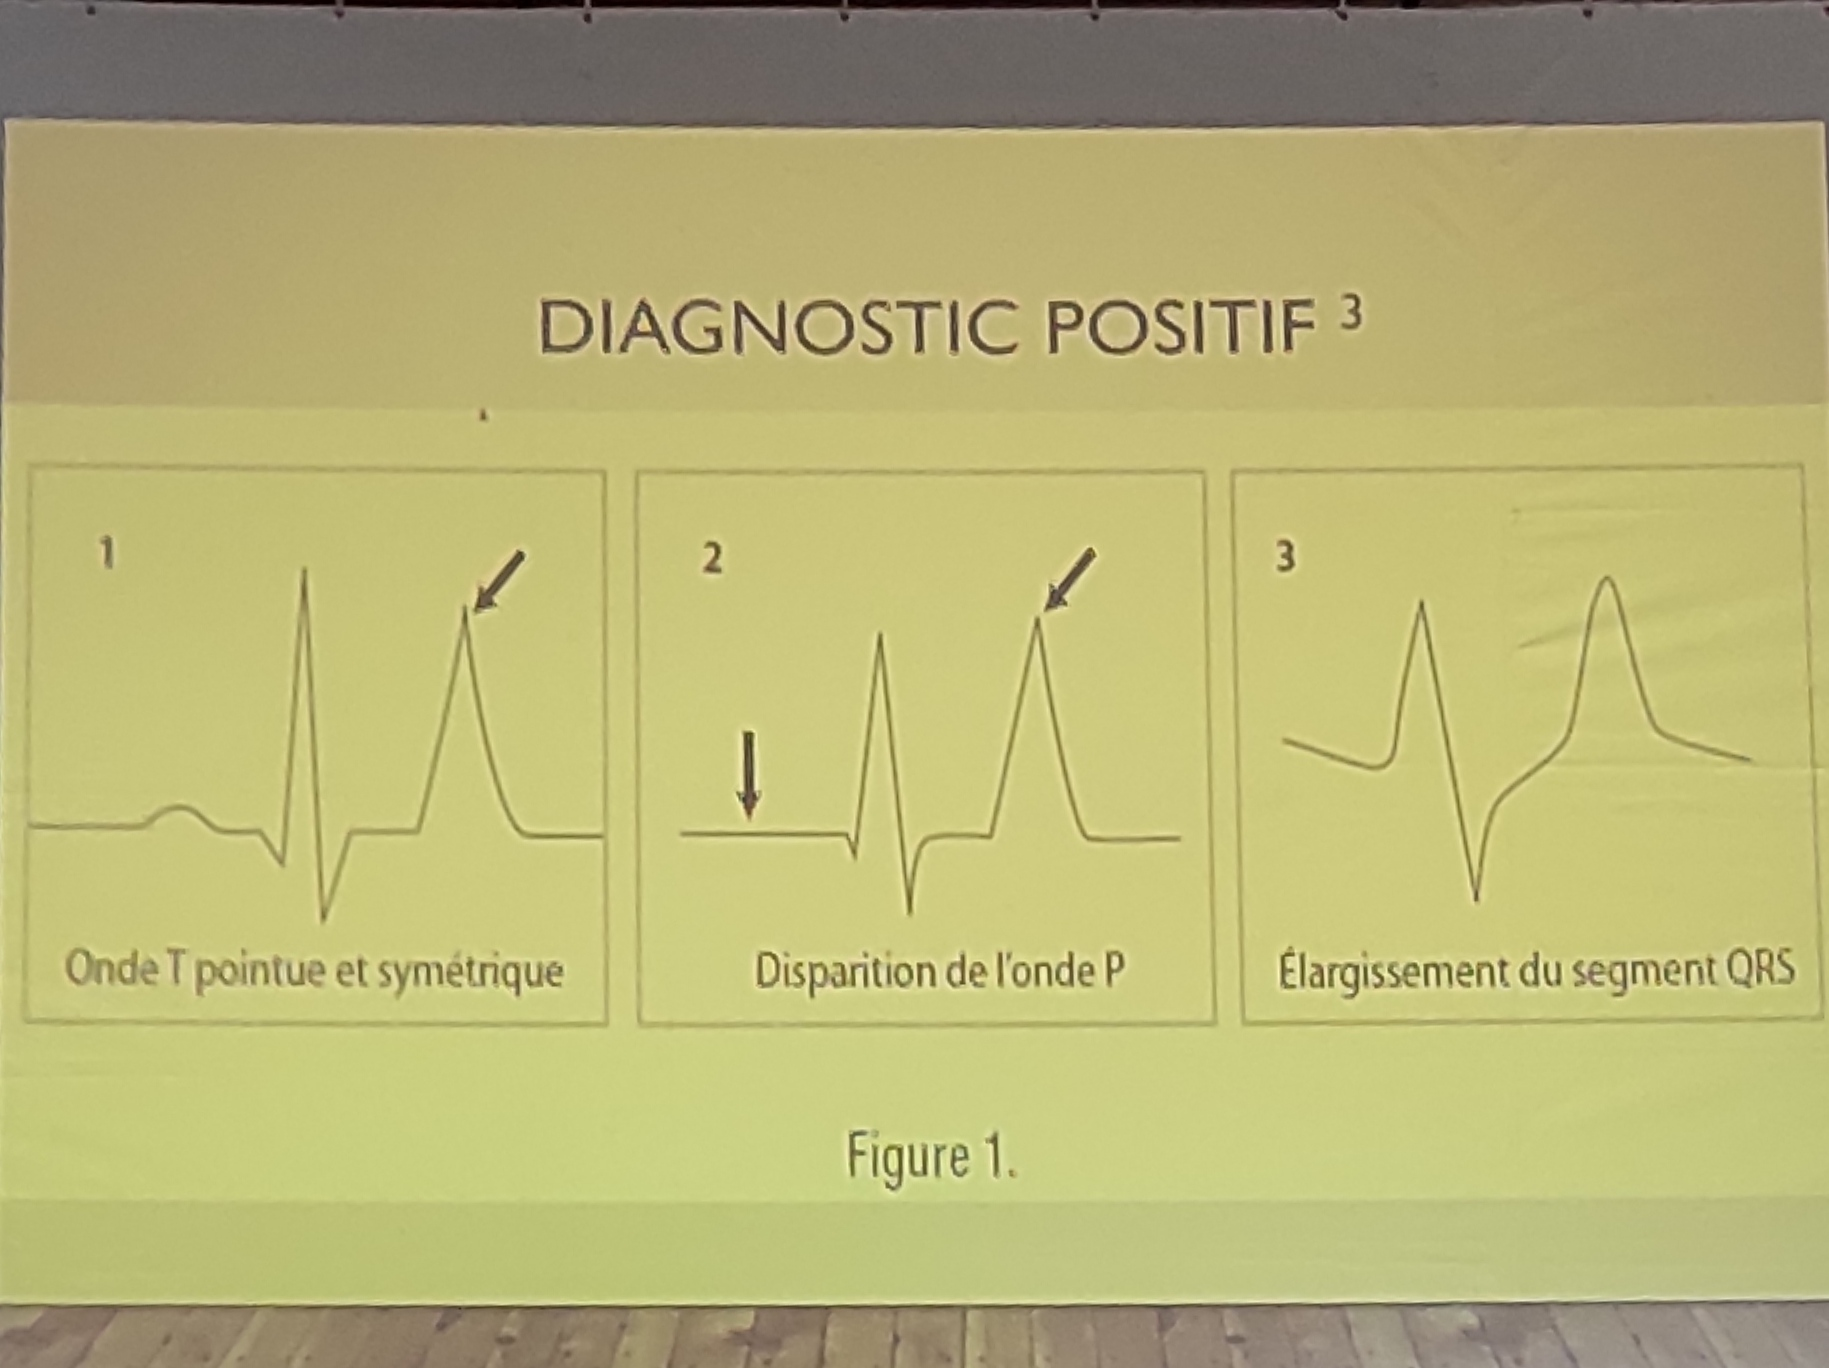 DIAGNOSTIC POSITIF 3
1
2
3
Onde T pointue et symétrique
Disparition de l'onde P
Élargissement du segment QRS
Figure 1.